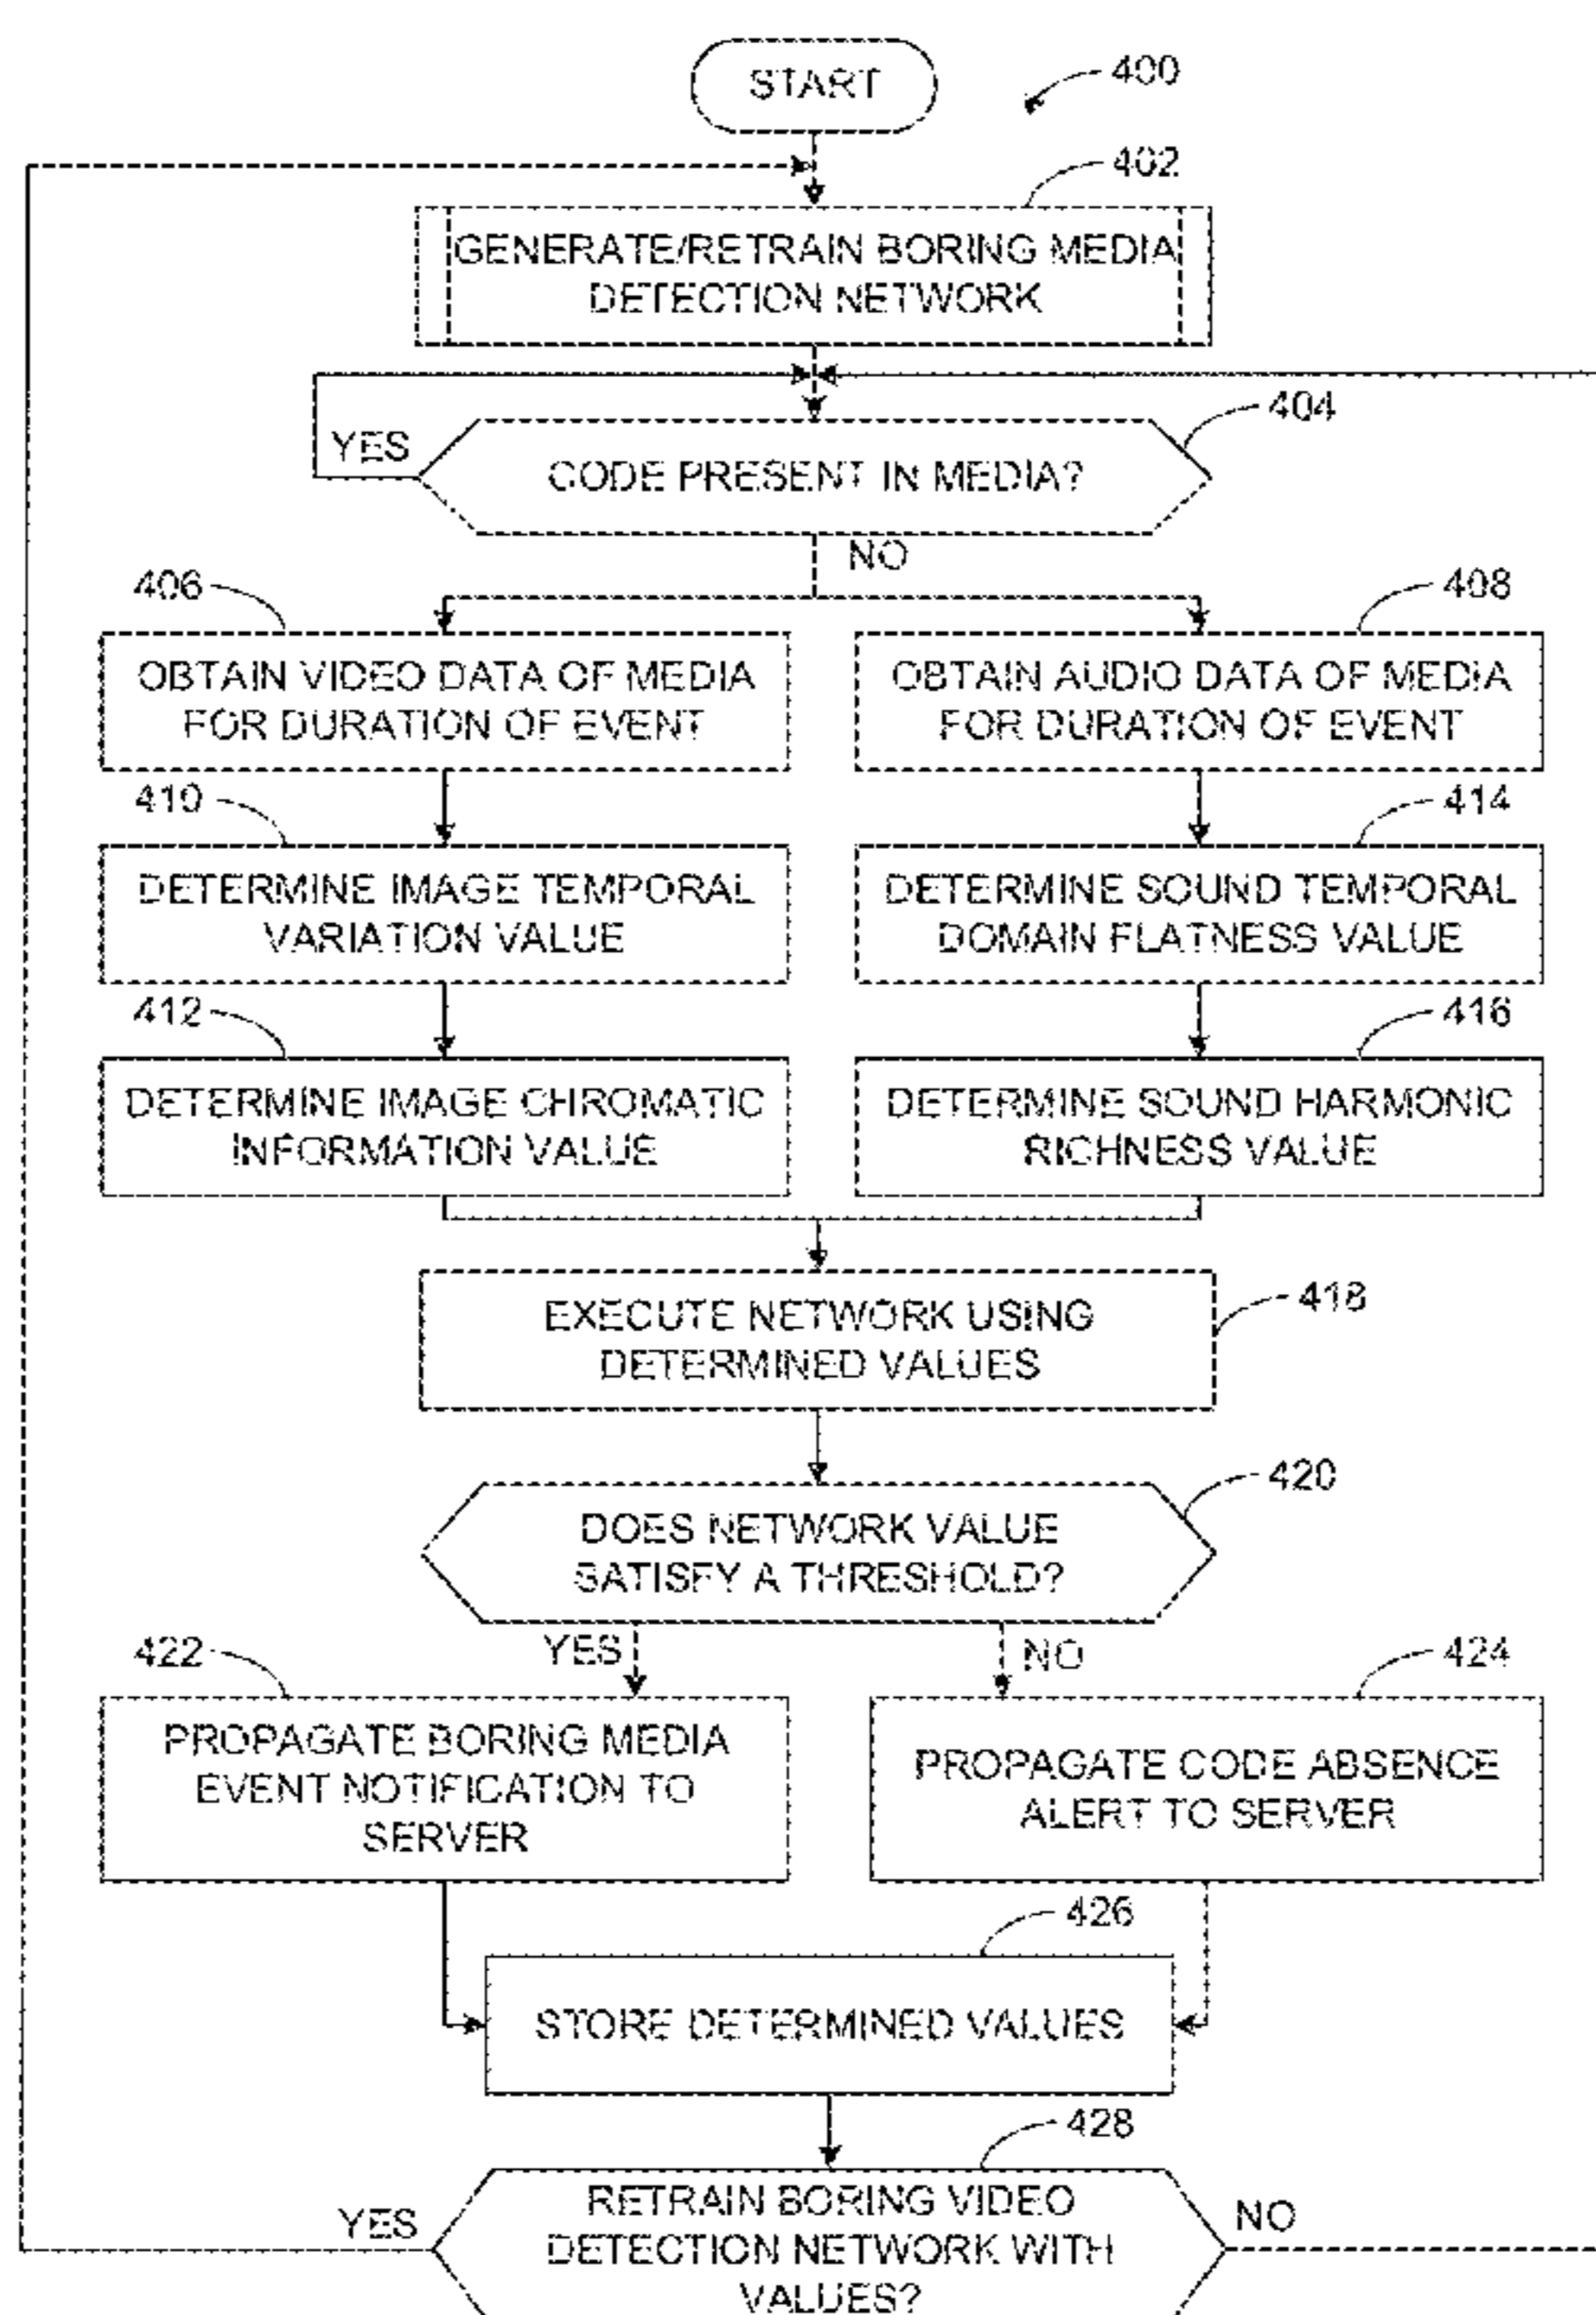 START
400
402
GENERATE/RETRAIN BORING MEDIA
DETECTION NETWORK
404
YES
CODE PRESENT IN MEDIA?
NO
406
408
OBTAIN VIDEO DATA OF MEDIA
FOR DURATION OF EVENT
OBTAIN AUDIO DATA OF MEDIA
FOR DURATION OF EVENT
410
414
DETERMINE IMAGE TEMPORAL
VARIATION VALUE
DETERMINE SOUND TEMPORAL
DOMAIN FLATNESS VALUE
412
416
DETERMINE IMAGE CHROMATIC
INFORMATION VALUE
DETERMINE SOUND HARMONIC
RICHNESS VALUE
418
EXECUTE NETWORK USING
DETERMINED VALUES
420
DOES NETWORK VALUE
SATISFY A THRESHOLD?
YES
NO
422
424
PROPAGATE BORING MEDIA
EVENT NOTIFICATION TO
SERVER
PROPAGATE CODE ABSENCE
ALERT TO SERVER
426
STORE DETERMINED VALUES
428
YES
RETRAIN BORING VIDEO
DETECTION NETWORK WITH
VALUES?
NO